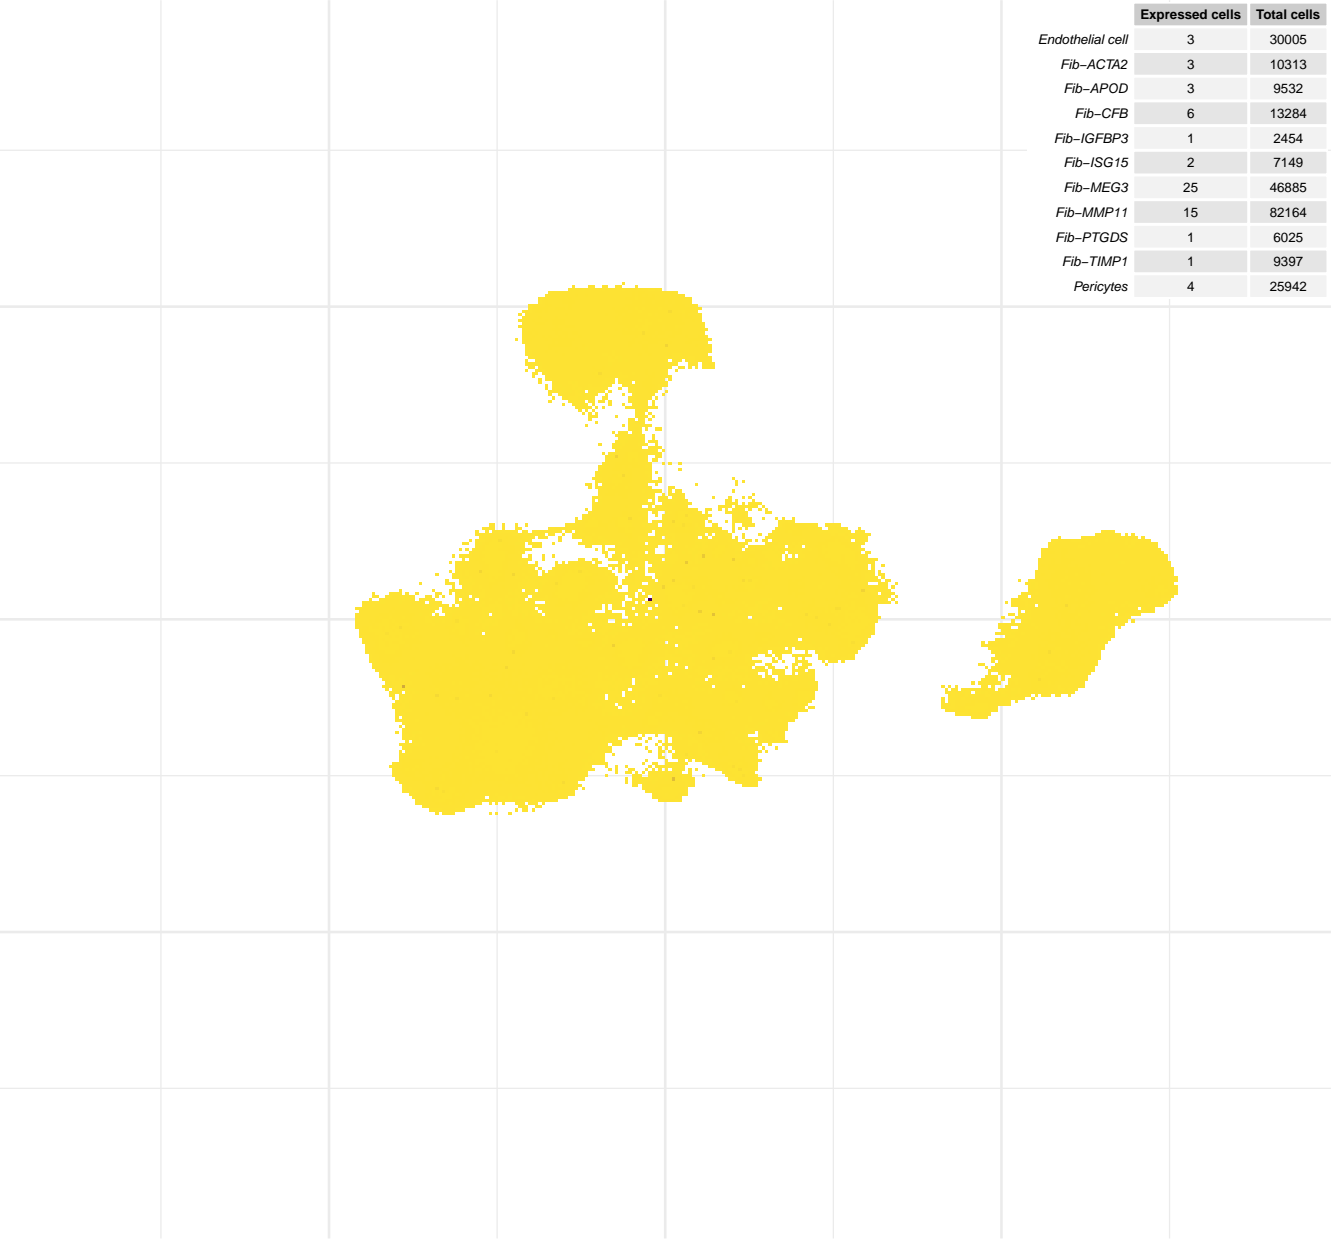 Expressed cells Total cells
Endothelial cell 3 30005
Fib−ACTA2 3 10313
Fib−APOD 3 9532
Fib−CFB 6 13284
Fib−IGFBP3 1 2454
Fib−ISG15 2 7149
Fib−MEG3 25 46885
Fib−MMP11 15 82164
Fib−PTGDS 1 6025
Fib−TIMP1 1 9397
Pericytes 4 25942